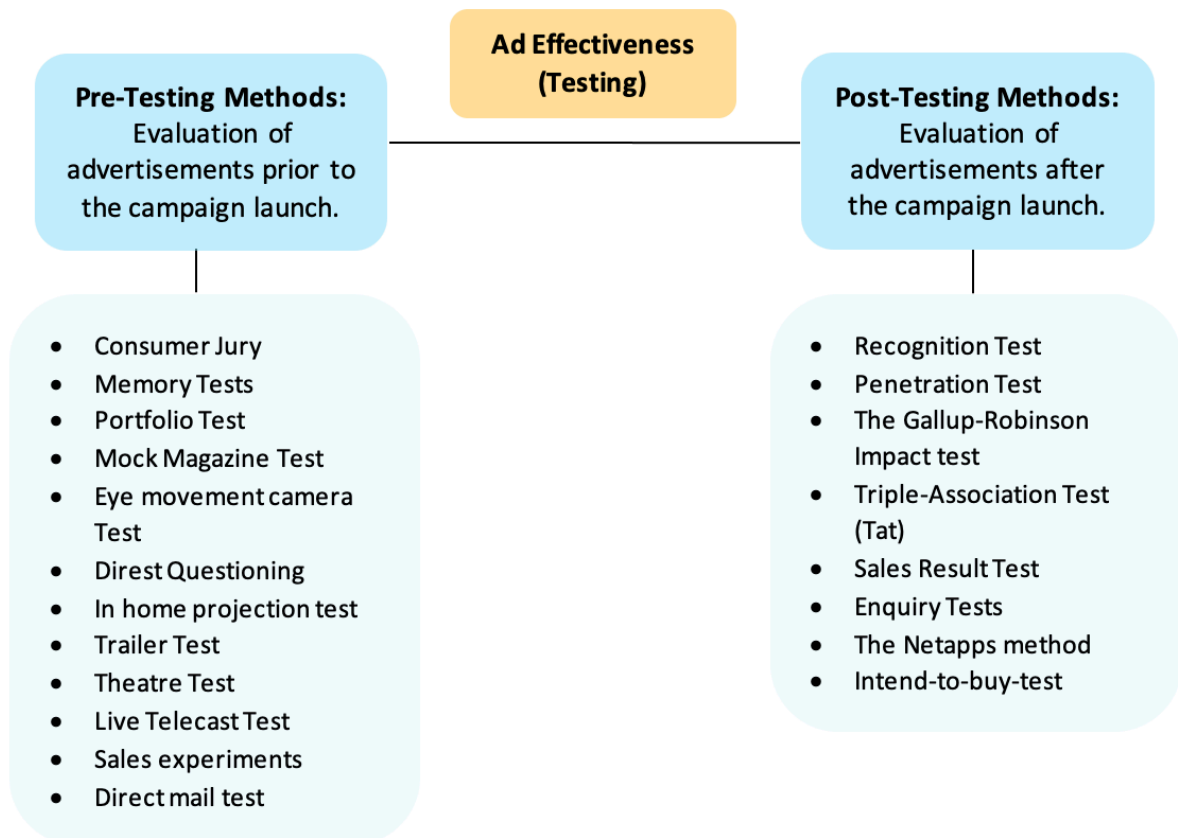 Ad Effectiveness
(Testing)
Pre-Testing Methods:
Evaluation of
advertisements prior to
the campaign launch.
Post-Testing Methods:
Evaluation of
advertisements after
the campaign launch.
• Consumer Jury
• Memory Tests
• Portfolio Test
• Mock Magazine Test
• Eye movement camera
Test
• Direst Questioning
• In home projection test
• Trailer Test
• Theatre Test
• Live Telecast Test
• Sales experiments
• Direct mail test
• Recognition Test
• Penetration Test
• The Gallup-Robinson
Impact test
• Triple-Association Test
(Tat)
• Sales Result Test
• Enquiry Tests
• The Netapps method
• Intend-to-buy-test